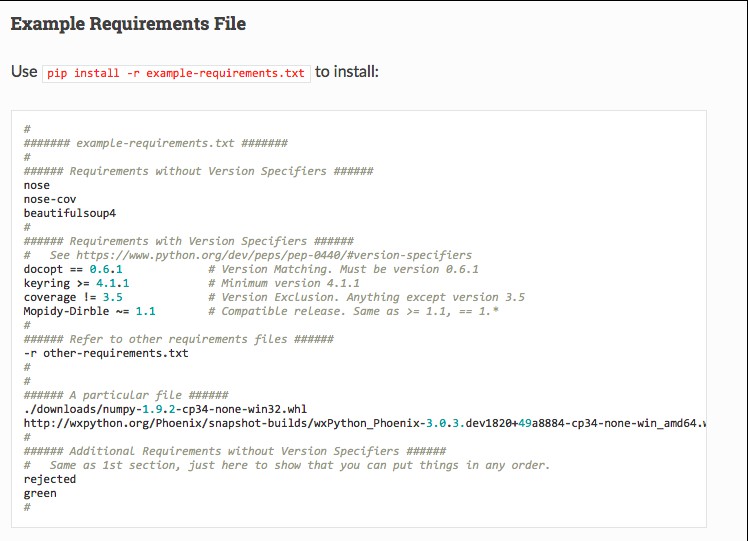 Example Requirements File
Use pip install -r example-requirements.txt to install:
#
####### example-requirements.txt #######
#
###### Requirements without Version Specifiers ######
nose
nose-cov
beautifulsoup4
#
###### Requirements with Version Specifiers ######
#   See https://www.python.org/dev/peps/pep-0440/#version-specifiers
docopt == 0.6.1             # Version Matching. Must be version 0.6.1
keyring >= 4.1.1            # Minimum version 4.1.1
coverage != 3.5             # Version Exclusion. Anything except version 3.5
Mopidy-Dirble ~= 1.1        # Compatible release. Same as >= 1.1, == 1.*
#
###### Refer to other requirements files ######
-r other-requirements.txt
#
#
###### A particular file ######
./downloads/numpy-1.9.2-cp34-none-win32.whl
http://wxpython.org/Phoenix/snapshot-builds/wxPython_Phoenix-3.0.3.dev1820+49a8884-cp34-none-win_amd64.
#
###### Additional Requirements without Version Specifiers ######
#   Same as 1st section, just here to show that you can put things in any order.
rejected
green
#